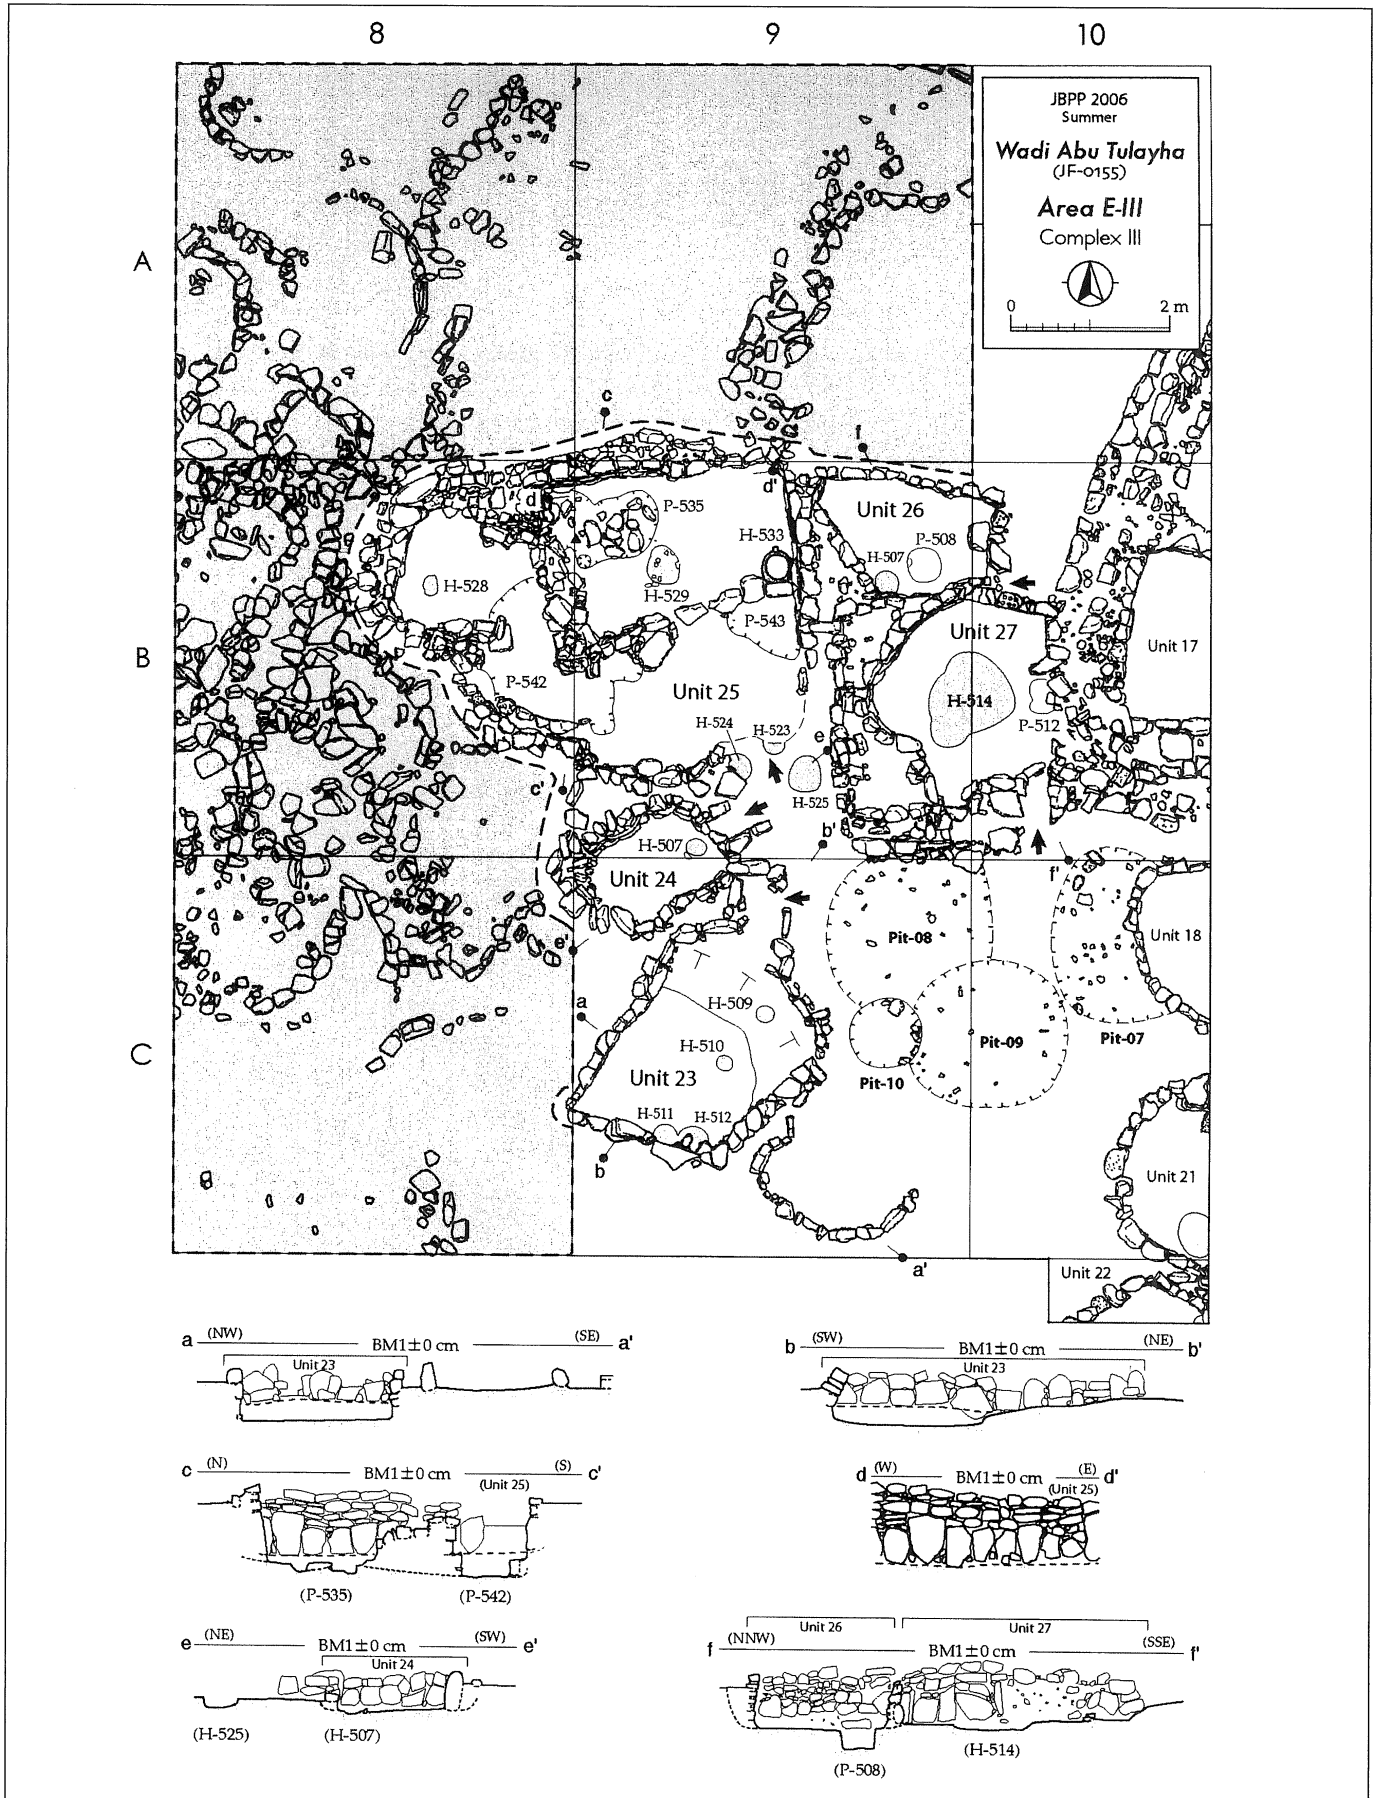 8 9 10
JBPP 2006
Summer
Wadi Abu Tulayha
(JF-0155)
Area E-III
Complex III
0 2 m
A
c
f
d
d'
P-535
Unit 26
H-533
P-508
H-507
H-528
H-529
P-543
Unit 27
B
Unit 17
P-542
Unit 25
H-514
P-512
H-524
H-523
e
c'
H-525
b'
H-507
f'
Unit 24
e'
Pit-08
Unit 18
a
H-509
H-510
Pit-09
Pit-07
C
Unit 23
Pit-10
H-511
H-512
b
Unit 21
a'
Unit 22
a (NW) BM1±0 cm (SE) a'
Unit 23
b (SW) BM1±0 cm (NE) b'
Unit 23
c (N) BM1±0 cm (S) c'
(Unit 25)
(P-535) (P-542)
d (W) BM1±0 cm (E) d'
(Unit 25)
e (NE) BM1±0 cm (SW) e'
Unit 24
(H-525) (H-507)
Unit 26 Unit 27
f (NNW) BM1±0 cm (SSE) f'
(H-514)
(P-508)